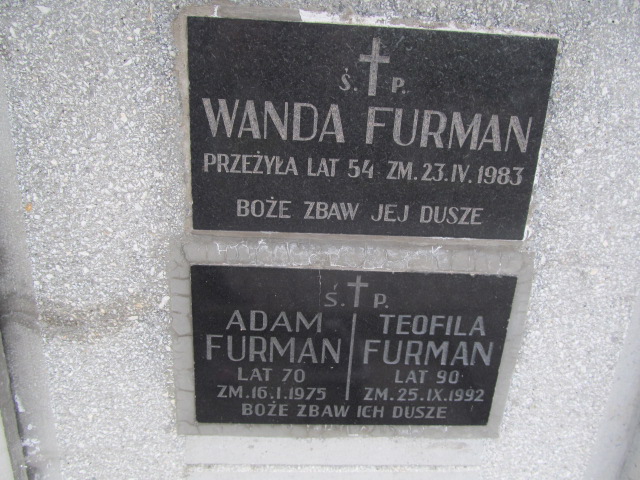 Ś. P.
WANDA FURMAN
PRZEŻYŁA LAT 54 ZM. 23.IV.1983
BOŻE ZBAW JEJ DUSZE
Ś. P.
ADAM
FURMAN
LAT 70
ZM.16.I.1975
TEOFILA
FURMAN
LAT 90
ZM. 25.IX.1992
BOŻE ZBAW ICH DUSZE